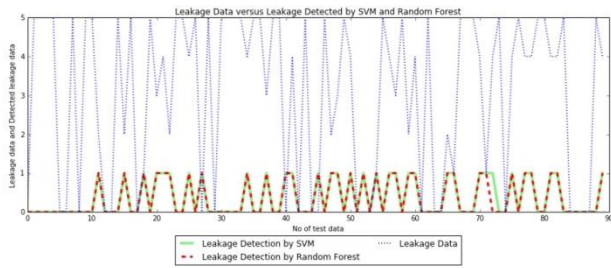 Leakage Data versus Leakage Detected by SVM and Random Forest
Leakage data and Detected leakage data
5
4
3
2
1
0
0 10 20 30 40 50 60 70 80 90
No of test data
Leakage Detection by SVM
Leakage Data
Leakage Detection by Random Forest